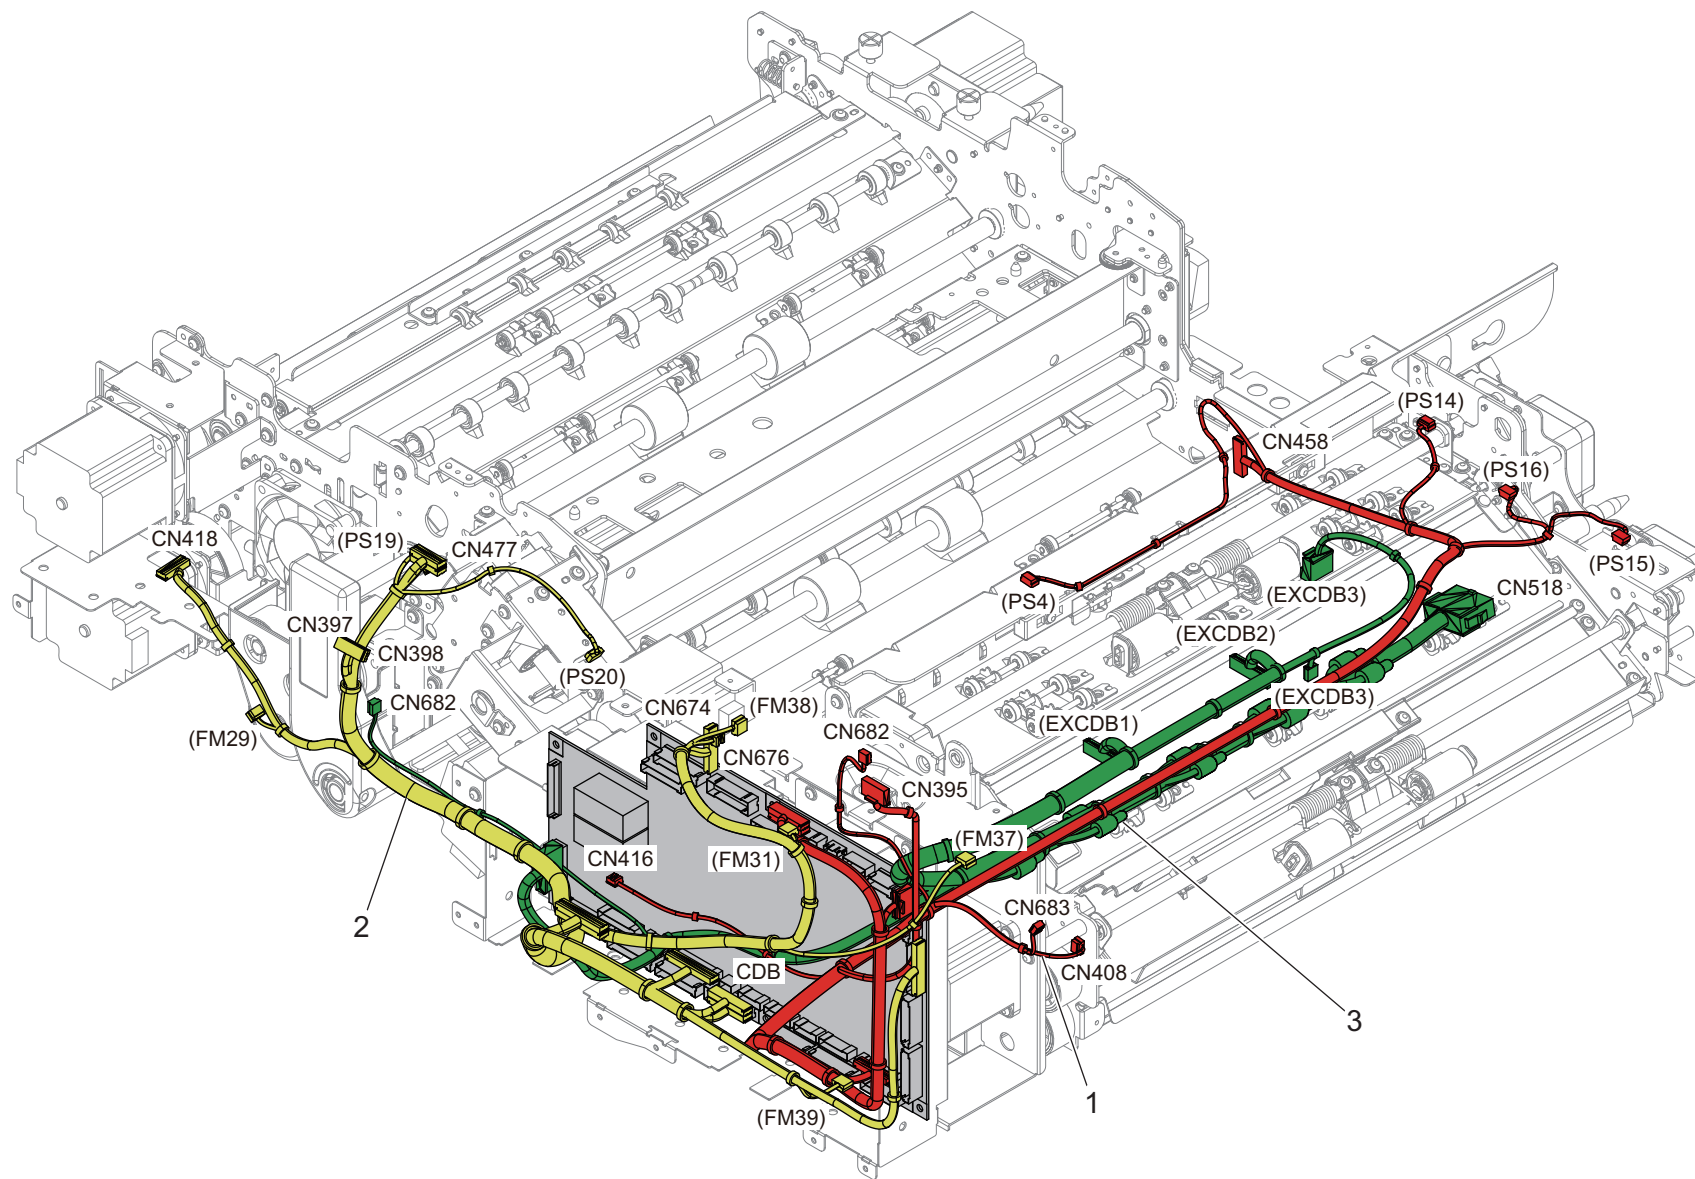 (PS14)
CN458
(PS16)
CN418
(PS19)
CN477
(PS15)
(PS4)
(EXCDB3)
CN518
CN397
CN398
(EXCDB2)
(PS20)
CN682
(EXCDB3)
CN674
(FM38)
(FM29)
(EXCDB1)
CN682
CN676
CN395
(FM37)
CN416
(FM31)
CN683
2
CDB
CN408
3
1
(FM39)